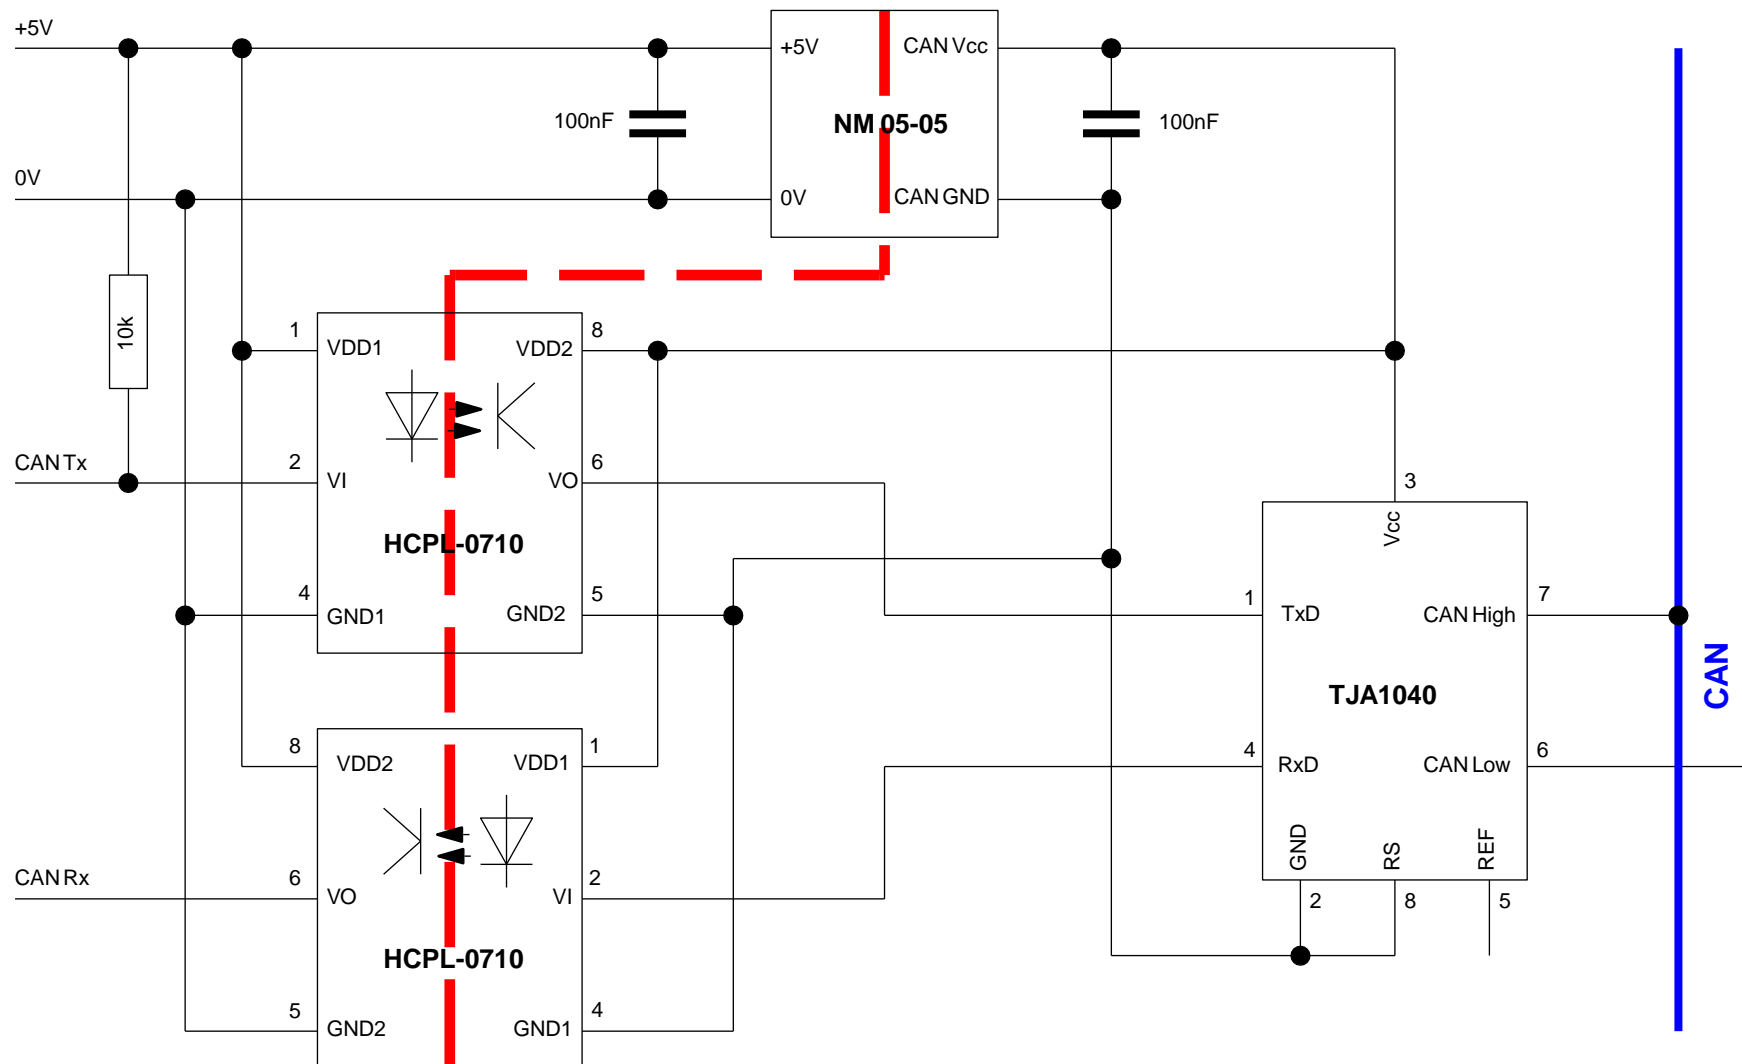 +5V
+5V
CAN Vcc
100nF
NM 05-05
100nF
0V
0V
CAN GND
10k
1
VDD1
VDD2
8
CAN Tx
2
VI
VO
6
HCPL-0710
4
GND1
GND2
5
3
Vcc
1
TxD
CAN High
7
TJA1040
CAN
4
RxD
CAN Low
6
GND
RS
REF
2
8
5
8
VDD2
VDD1
1
CAN Rx
6
VO
VI
2
HCPL-0710
5
GND2
GND1
4